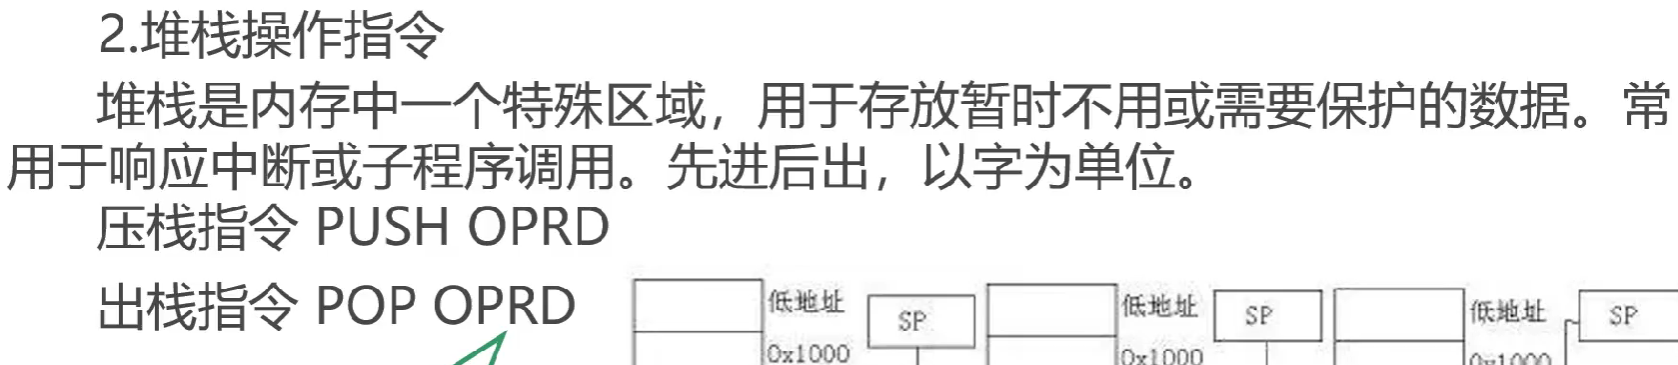 2.堆栈操作指令
堆栈是内存中一个特殊区域，用于存放暂时不用或需要保护的数据。常
用于响应中断或子程序调用。先进后出，以字为单位。
压栈指令 PUSH OPRD
出栈指令 POP OPRD
低地址
SP
低地址
SP
低地址
SP
0x1000
0x1000
0x1000